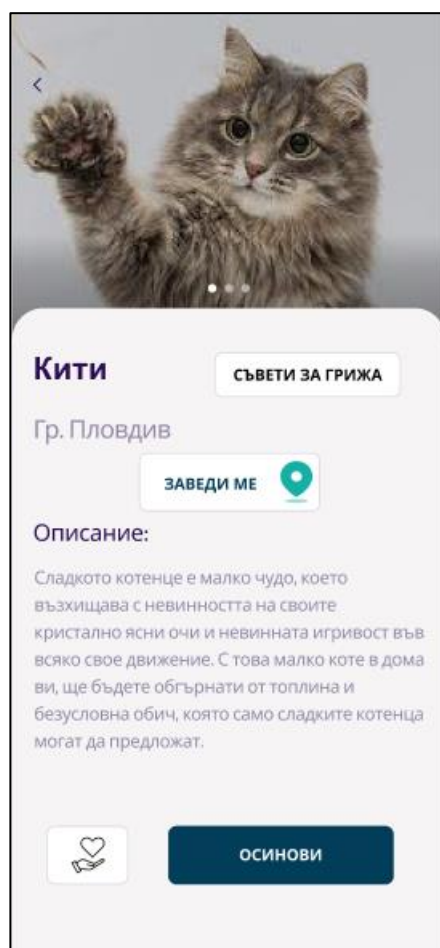 Кити
СЪВЕТИ ЗА ГРИЖА
Гр. Пловдив
ЗАВЕДИ МЕ
Описание:
Сладкото котенце е малко чудо, което
възхищава с невинността на своите
кристално ясни очи и невинната игривост във
всяко свое движение. С това малко коте в дома
ви, ще бъдете обгърнати от топлина и
безусловна обич, която само сладките котенца
могат да предложат.
ОСИНОВИ